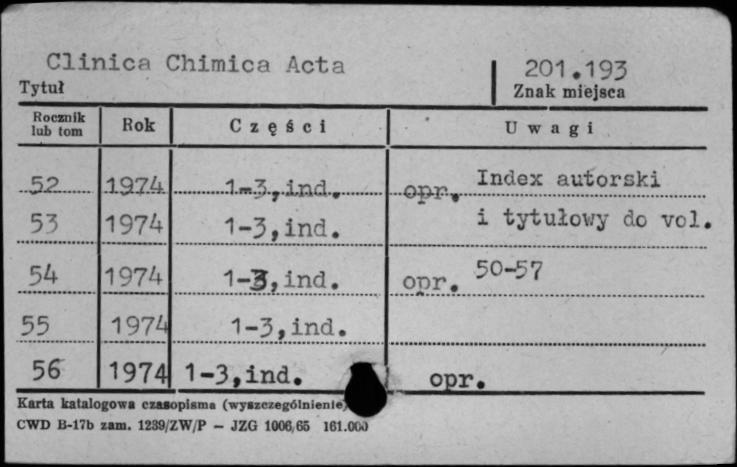 Clinica Chimica Acta 201.193
Tytuł Znak miejsca
Rocznik lub tom Rok Części Uwagi
52 1974 1-3,ind. opr. Index autorski
53 1974 1-3,ind. i tytułowy do vol.
54 1974 1-3,ind. opr. 50-57
55 1974 1-3,ind.
56 1974 1-3,ind. opr.
Karta katalogowa czasopisma (wyszczególnienie)
CWD B-17b zam. 1239/ZW/P — JZG 1006/65 161.000